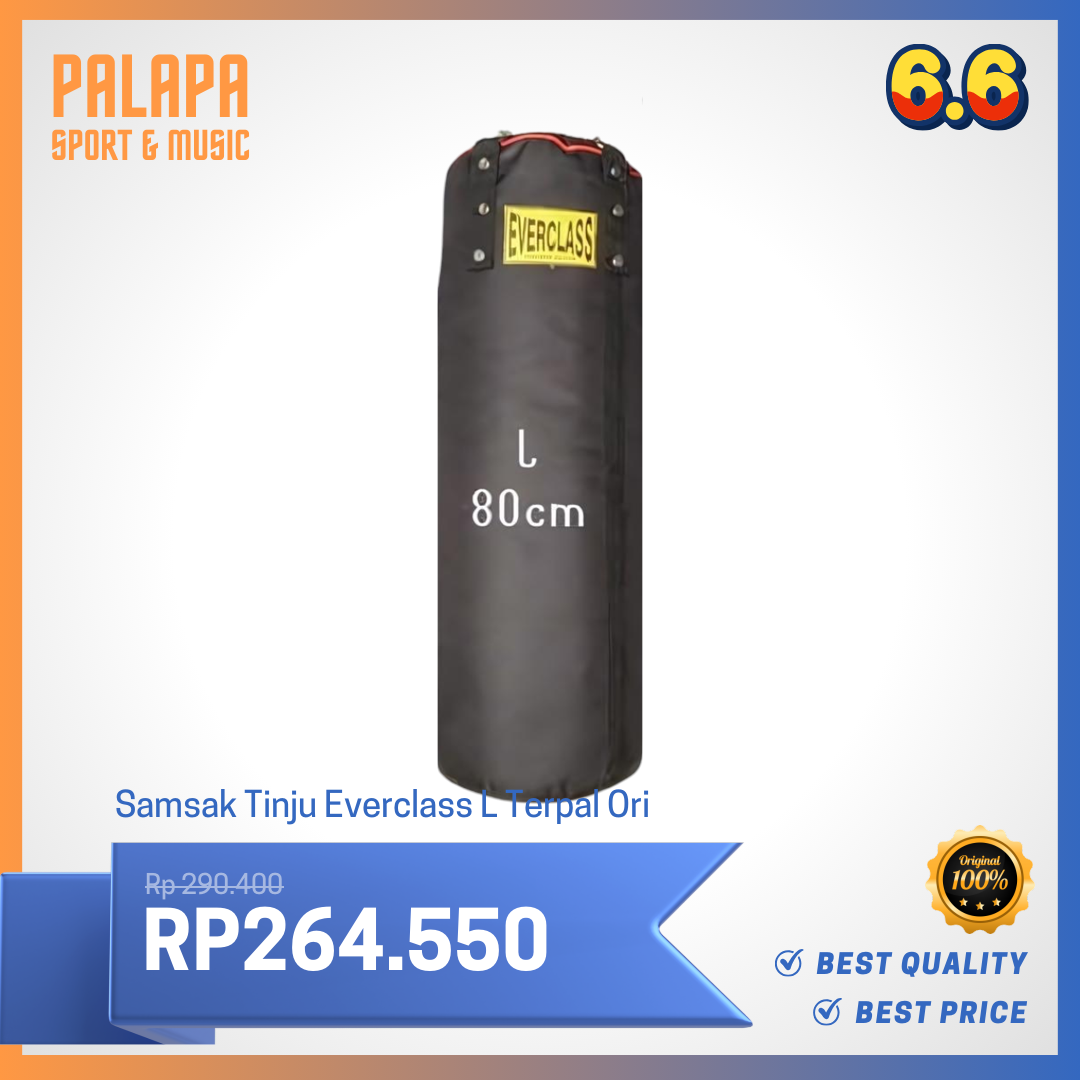 PALAPA
SPORT & MUSIC
6.6
EVERCLASS
L
80cm
Samsak Tinju Everclass L Terpal Ori
Rp 290.400
RP264.550
Original
100%
BEST QUALITY
BEST PRICE